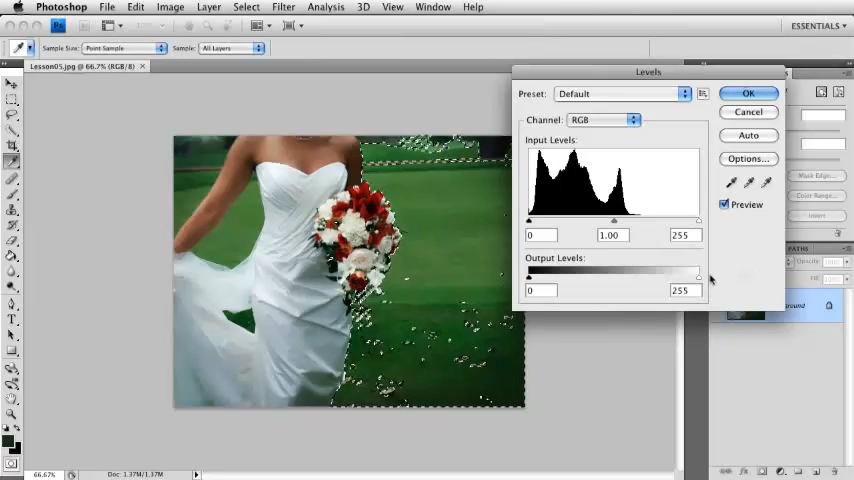 Photoshop File Edit Image Layer Select Filter Analysis 3D View Window Help
ESSENTIALS
Sample Size: Point Sample Sample: All Layers
Lesson05.jpg @ 66.7% (RGB/8)
Levels
Preset: Default
OK
Channel: RGB
Cancel
Input Levels:
Auto
Options...
Preview
0 1.00 255
Output Levels:
0 255
Mask Edge...
Color Range...
Invert
PATHS
Opacity:
Fill:
ground
66.67% Doc: 1.37M/1.37M